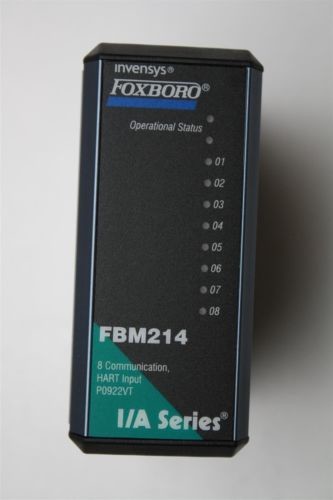 invensys®
FOXBORO®
Operational Status
01
02
03
04
05
06
07
08
FBM214
8 Communication,
HART Input
P0922VT
I/A Series®